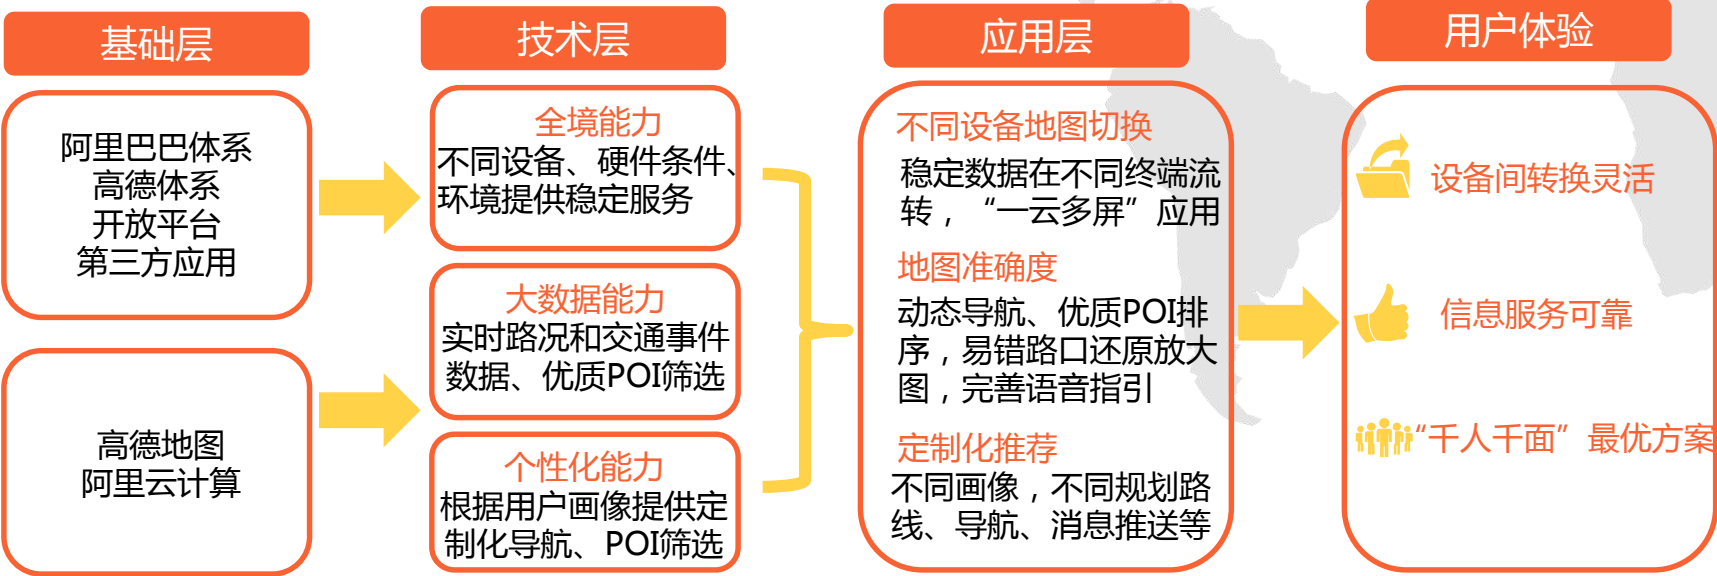 基础层
阿里巴巴体系
高德体系
开放平台
第三方应用
高德地图
阿里云计算
技术层
全境能力
不同设备、硬件条件、
环境提供稳定服务
大数据能力
实时路况和交通事件
数据、优质POI筛选
个性化能力
根据用户画像提供定
制化导航、POI筛选
应用层
不同设备地图切换
稳定数据在不同终端流
转，“一云多屏”应用
地图准确度
动态导航、优质POI排
序，易错路口还原放大
图，完善语音指引
定制化推荐
不同画像，不同规划路
线、导航、消息推送等
用户体验
设备间转换灵活
信息服务可靠
“千人千面”最优方案